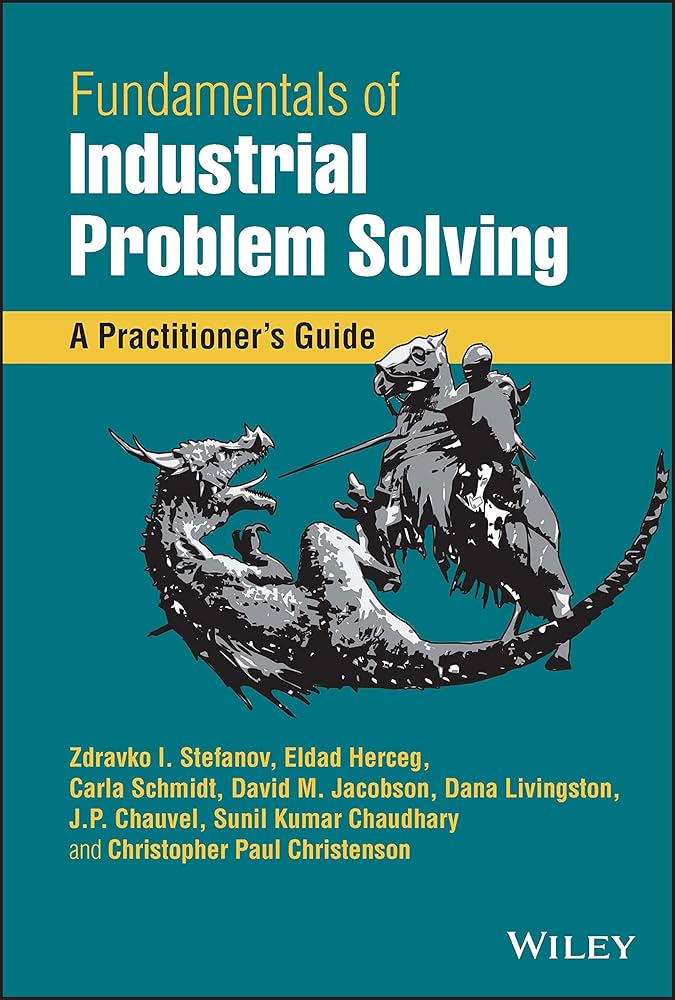 Fundamentals of
Industrial
Problem Solving
A Practitioner's Guide
Zdravko I. Stefanov, Eldad Herceg,
Carla Schmidt, David M. Jacobson, Dana Livingston,
J.P. Chauvel, Sunil Kumar Chaudhary
and Christopher Paul Christenson
WILEY